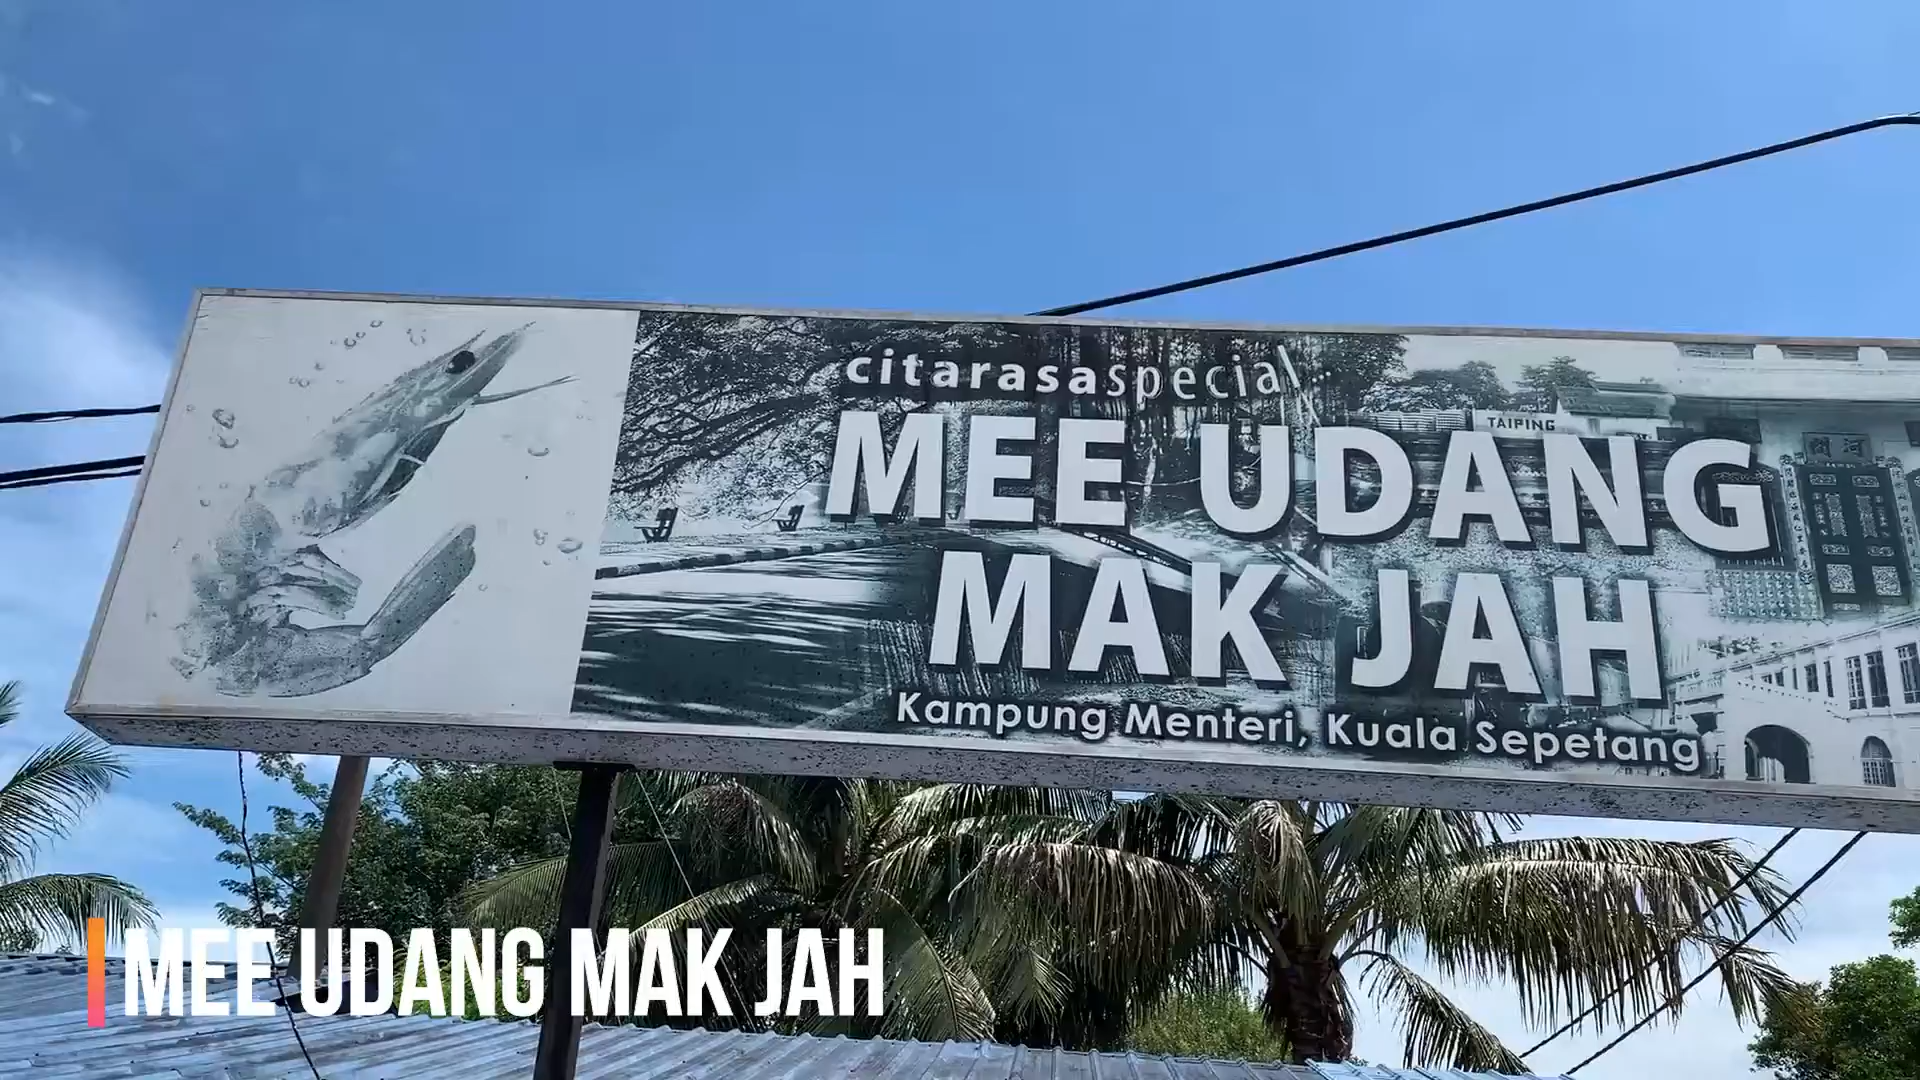 citarasaspecial
MEE UDANG
MAK JAH
Kampung Menteri, Kuala Sepetang
TAIPING
MEE UDANG MAK JAH